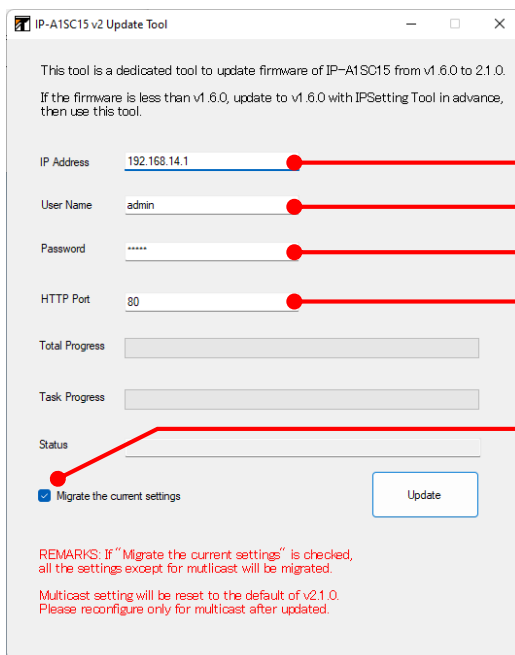 IP-A1SC15 v2 Update Tool
This tool is a dedicated tool to update firmware of IP-A1SC15 from v1.6.0 to 2.1.0.
If the firmware is less than v1.6.0, update to v1.6.0 with IPSetting Tool in advance,
then use this tool.
IP Address 192.168.14.1
User Name admin
Password *****
HTTP Port 80
Total Progress
Task Progress
Status
Migrate the current settings Update
REMARKS: If "Migrate the current settings" is checked,
all the settings except for mutlicast will be migrated.
Multicast setting will be reset to the default of v2.1.0.
Please reconfigure only for multicast after updated.